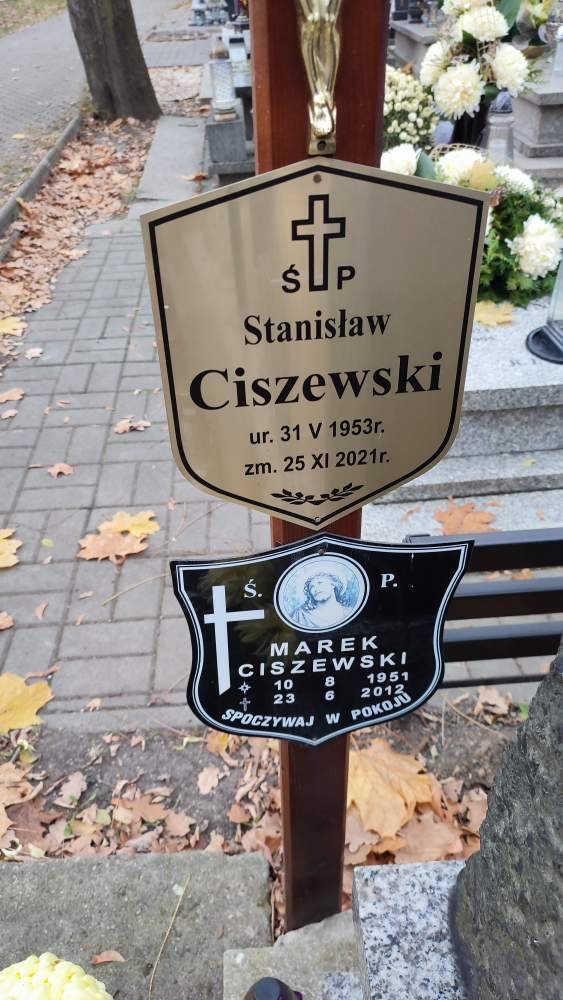 Ś P
Stanisław
Ciszewski
ur. 31 V 1953r.
zm. 25 XI 2021r.
Ś. P.
MAREK
CISZEWSKI
10 8 1951
23 6 2012
SPOCZYWAJ W POKOJU